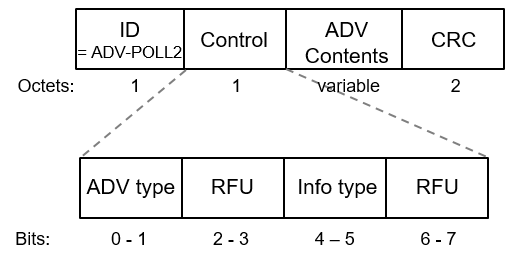 ID
= ADV-POLL2
Control
ADV
Contents
CRC
Octets: 1 1 variable 2
ADV type RFU Info type RFU
Bits: 0 - 1 2 - 3 4 – 5 6 - 7